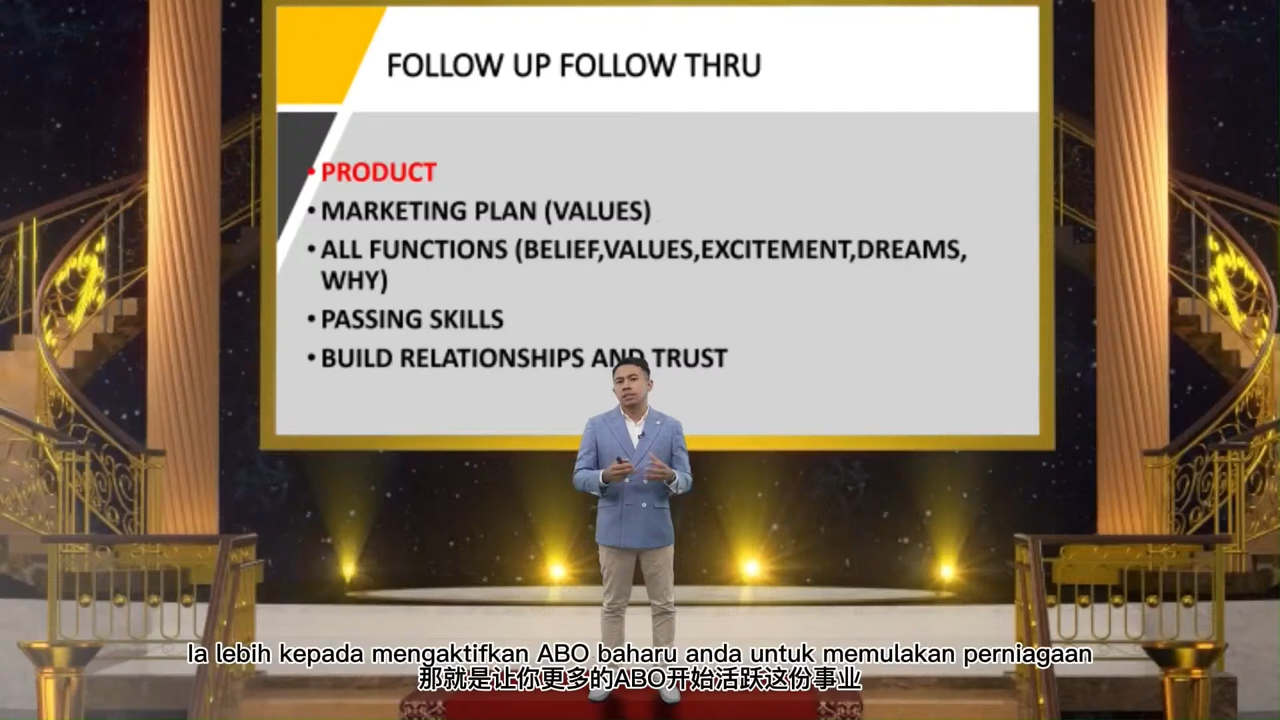 FOLLOW UP FOLLOW THRU
• PRODUCT
• MARKETING PLAN (VALUES)
• ALL FUNCTIONS (BELIEF,VALUES,EXCITEMENT,DREAMS,
WHY)
• PASSING SKILLS
• BUILD RELATIONSHIPS AND TRUST
Ia lebih kepada mengaktifkan ABO baharu anda untuk memulakan perniagaan
那就是让你更多的ABO开始活跃这份事业